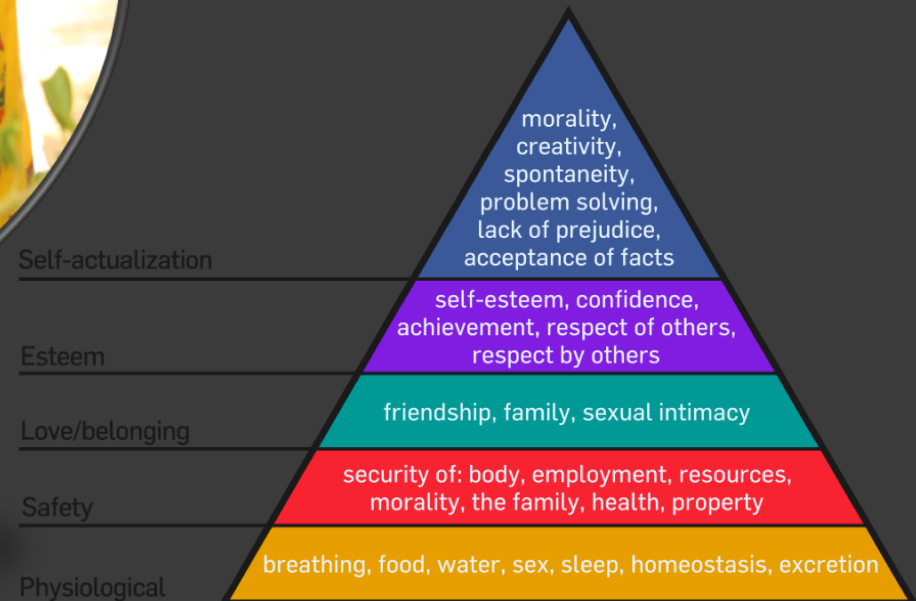 morality,
creativity,
spontaneity,
problem solving,
lack of prejudice,
acceptance of facts
Self-actualization
self-esteem, confidence,
achievement, respect of others,
respect by others
Esteem
friendship, family, sexual intimacy
Love/belonging
security of: body, employment, resources,
morality, the family, health, property
Safety
breathing, food, water, sex, sleep, homeostasis, excretion
Physiological